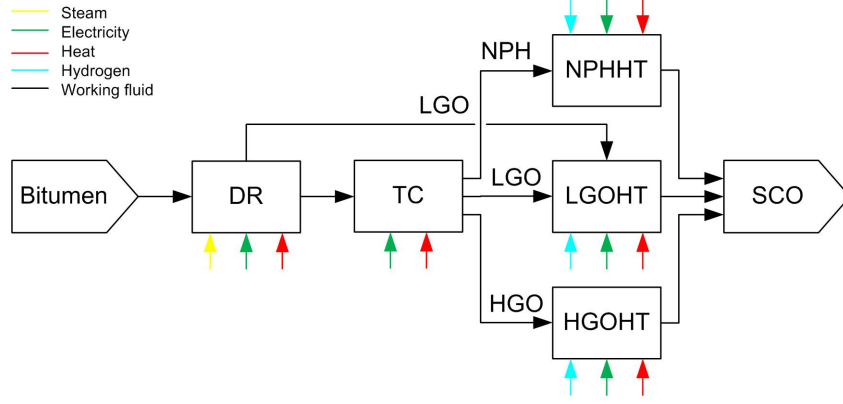 Steam
Electricity
Heat
Hydrogen
Working fluid
NPH
NPHHT
LGO
Bitumen
DR
TC
LGO
LGOHT
SCO
HGO
HGOHT